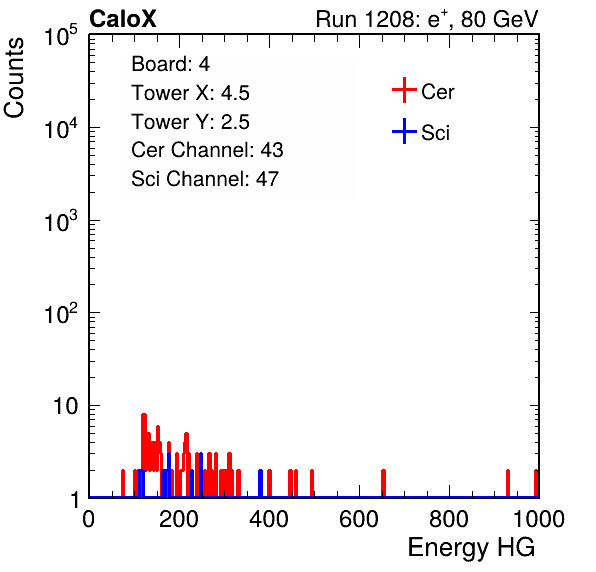 CaloX Run 1208: e⁺, 80 GeV
Counts
10⁵
10⁴
10³
10²
10
1
Board: 4
Tower X: 4.5
Tower Y: 2.5
Cer Channel: 43
Sci Channel: 47
Cer
Sci
0 200 400 600 800 1000
Energy HG